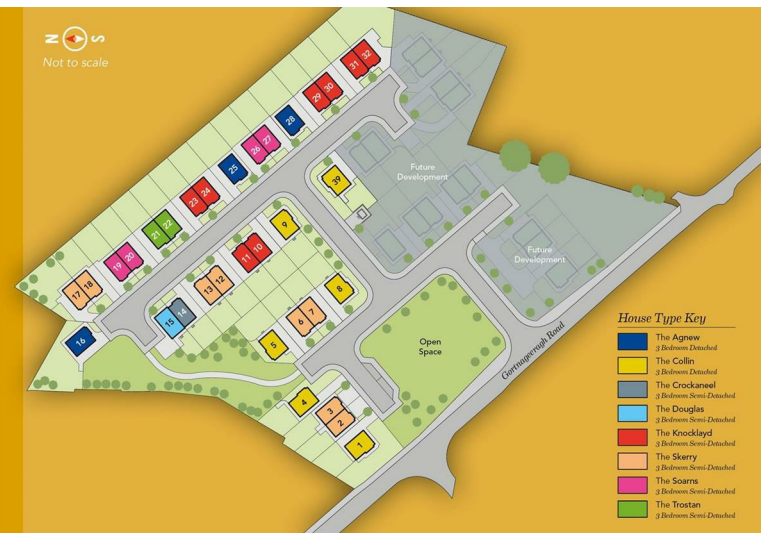 N S
Not to scale
32
31
30
29
28
27
26
25
24
23
22
21
20
19
18
17
16
39
9
10
11
12
13
14
15
8
7
6
5
4
3
2
1
Future
Development
Future
Development
Open
Space
Gortnageeragh Road
House Type Key
The Agnew
3 Bedroom Detached
The Collin
3 Bedroom Detached
The Crockaneel
3 Bedroom Semi-Detached
The Douglas
3 Bedroom Semi-Detached
The Knocklayd
3 Bedroom Semi-Detached
The Skerry
3 Bedroom Semi-Detached
The Soarns
3 Bedroom Semi-Detached
The Trostan
3 Bedroom Semi-Detached